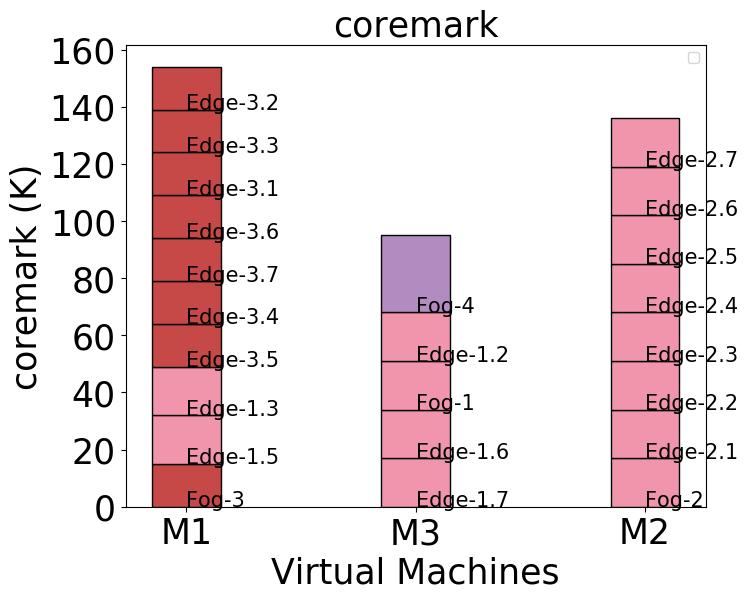 coremark
160
140
120
100
80
60
40
20
0
coremark (K)
Edge-3.2
Edge-3.3
Edge-3.1
Edge-3.6
Edge-3.7
Edge-3.4
Edge-3.5
Edge-1.3
Edge-1.5
Fog-3
Fog-4
Edge-1.2
Fog-1
Edge-1.6
Edge-1.7
Edge-2.7
Edge-2.6
Edge-2.5
Edge-2.4
Edge-2.3
Edge-2.2
Edge-2.1
Fog-2
M1 M3 M2
Virtual Machines